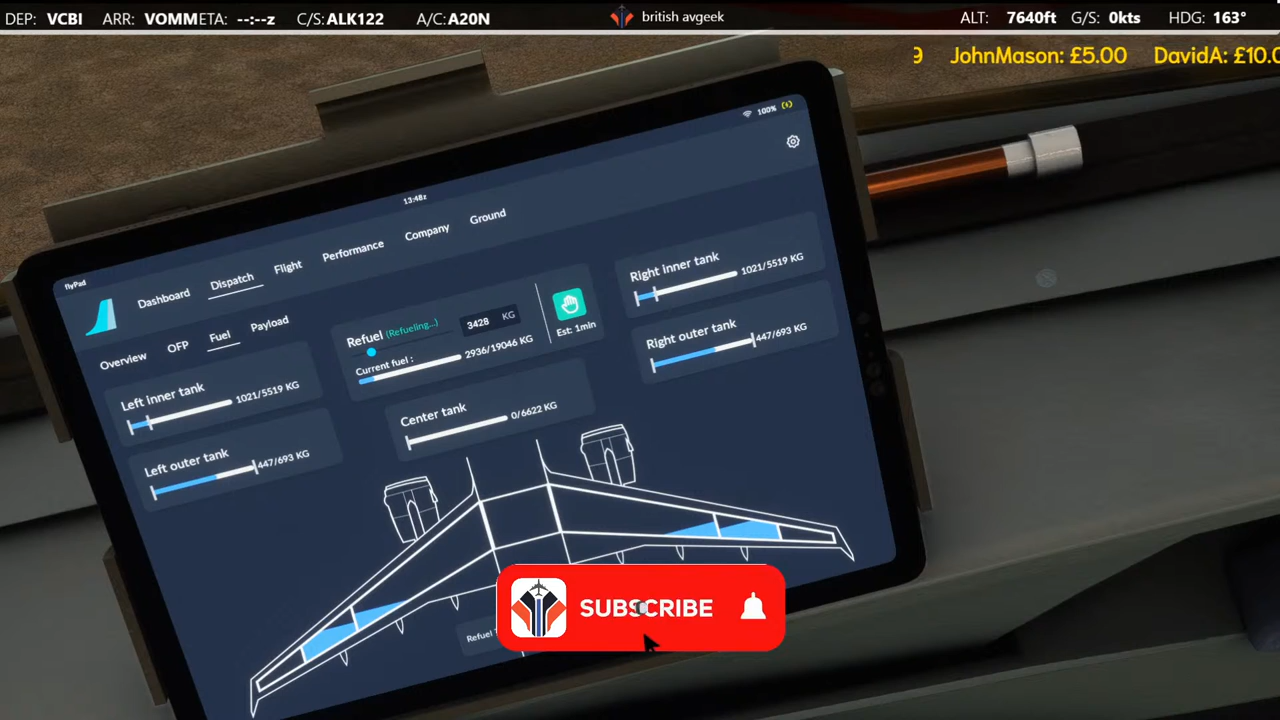 DEP: VCBI ARR: VOMM ETA: --:--z C/S: ALK122 A/C: A20N british avgeek ALT: 7640ft G/S: 0kts HDG: 163°
9 JohnMason: £5.00 DavidA: £10.0
flyPad 13:48z 100%
Dashboard Dispatch Flight Performance Company Ground
Overview OFP Fuel Payload
Refuel (Refueling...) 3428 KG
Current fuel : 2936/19046 KG
Est: 1min
Right inner tank
1021/5519 KG
Right outer tank
447/693 KG
Left inner tank
1021/5519 KG
Left outer tank
447/693 KG
Center tank
0/6622 KG
Refuel
SUBSCRIBE